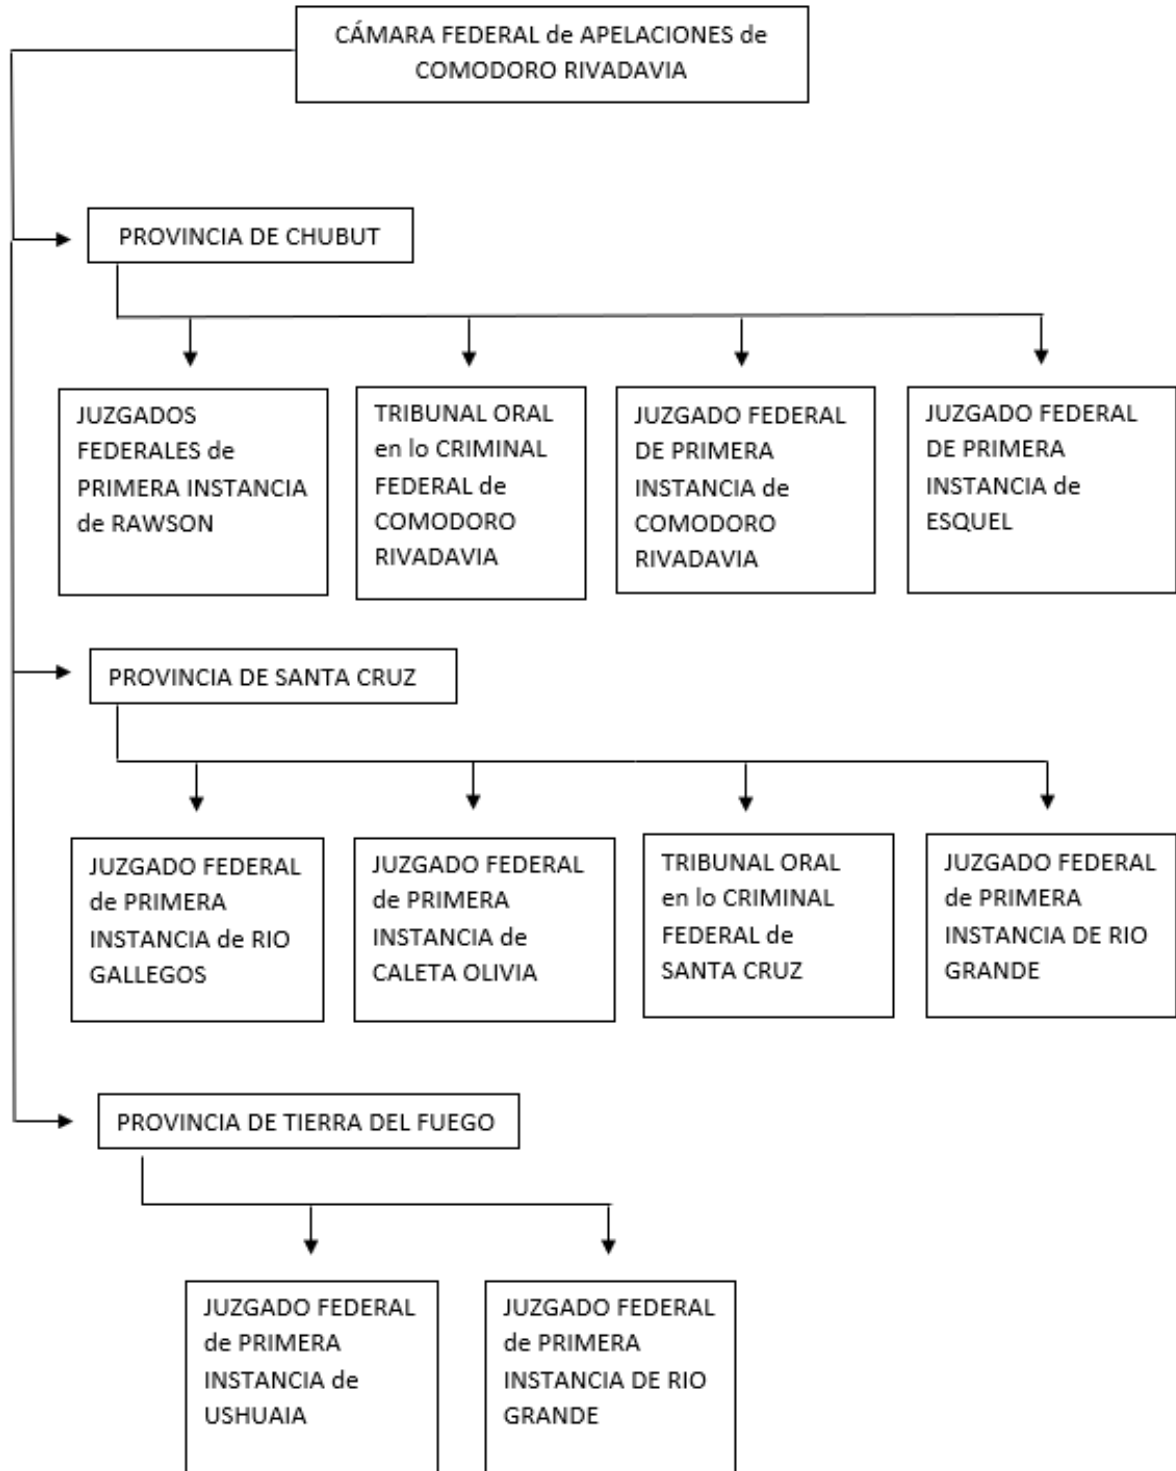 CÁMARA FEDERAL de APELACIONES de
COMODORO RIVADAVIA
PROVINCIA DE CHUBUT
JUZGADOS
FEDERALES de
PRIMERA INSTANCIA
de RAWSON
TRIBUNAL ORAL
en lo CRIMINAL
FEDERAL de
COMODORO
RIVADAVIA
JUZGADO FEDERAL
DE PRIMERA
INSTANCIA de
COMODORO
RIVADAVIA
JUZGADO FEDERAL
DE PRIMERA
INSTANCIA de
ESQUEL
PROVINCIA DE SANTA CRUZ
JUZGADO FEDERAL
de PRIMERA
INSTANCIA de RIO
GALLEGOS
JUZGADO FEDERAL
de PRIMERA
INSTANCIA de
CALETA OLIVIA
TRIBUNAL ORAL
en lo CRIMINAL
FEDERAL de
SANTA CRUZ
JUZGADO FEDERAL
de PRIMERA
INSTANCIA DE RIO
GRANDE
PROVINCIA DE TIERRA DEL FUEGO
JUZGADO FEDERAL
de PRIMERA
INSTANCIA de
USHUAIA
JUZGADO FEDERAL
de PRIMERA
INSTANCIA DE RIO
GRANDE